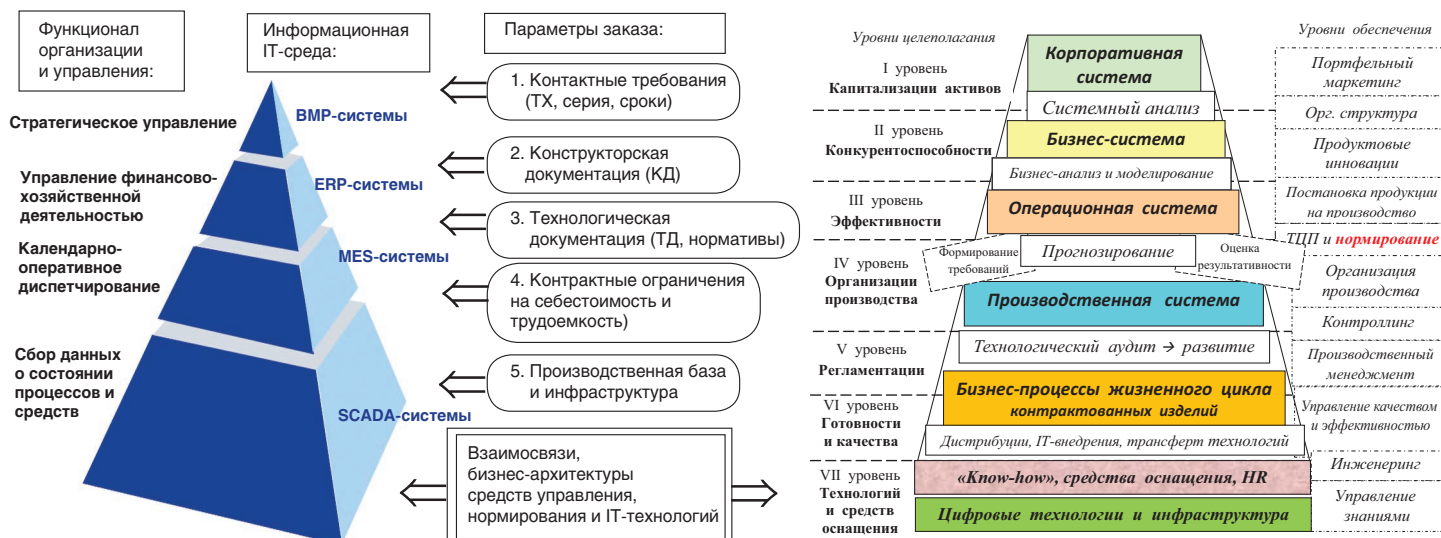 Функционал
организации
и управления:
Информационная
IT-среда:
Параметры заказа:
Стратегическое управление
Управление финансово-
хозяйственной
деятельностью
Календарно-
оперативное
диспетчирование
Сбор данных
о состоянии
процессов и
средств
BMP-системы
ERP-системы
MES-системы
SCADA-системы
1. Контактные требования
(ТХ, серия, сроки)
2. Конструкторская
документация (КД)
3. Технологическая
документация (ТД, нормативы)
4. Контрактные ограничения
на себестоимость и
трудоемкость)
5. Производственная база
и инфраструктура
Взаимосвязи,
бизнес-архитектуры
средств управления,
нормирования и IT-технологий
Уровни целеполагания
I уровень
Капитализации активов
II уровень
Конкурентоспособности
III уровень
Эффективности
IV уровень
Организации
производства
V уровень
Регламентации
VI уровень
Готовности
и качества
VII уровень
Технологий
и средств
оснащения
Корпоративная
система
Системный анализ
Бизнес-система
Бизнес-анализ и моделирование
Операционная система
Формирование
требований
Прогнозирование
Оценка
результативности
Производственная система
Технологический аудит → развитие
Бизнес-процессы жизненного цикла
контрактованных изделий
Дистрибуции, IT-внедрения, трансферт технологий
«Know-how», средства оснащения, HR
Цифровые технологии и инфраструктура
Уровни обеспечения
Портфельный
маркетинг
Орг. структура
Продуктовые
инновации
Постановка продукции
на производство
ТПП и нормирование
Организация
производства
Контроллинг
Производственный
менеджмент
Управление качеством
и эффективностью
Инженеринг
Управление
знаниями